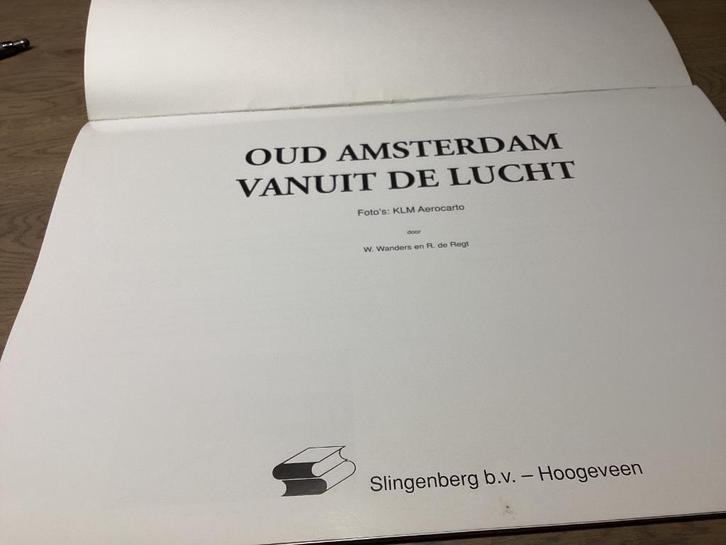 OUD AMSTERDAM
VANUIT DE LUCHT
Foto's: KLM Aerocarto
door
W. Wanders en R. de Regt
Slingenberg b.v. – Hoogeveen